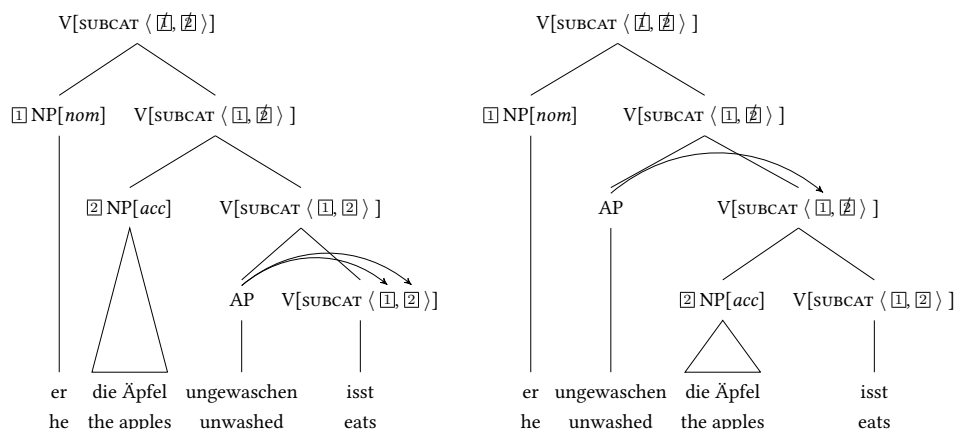 V[SUBCAT ⟨ 1̸, 2̸ ⟩] V[SUBCAT ⟨ 1̸, 2̸ ⟩ ]
1 NP[nom] V[SUBCAT ⟨ 1, 2̸ ⟩ ] 1 NP[nom] V[SUBCAT ⟨ 1, 2̸ ⟩ ]
2 NP[acc] V[SUBCAT ⟨ 1, 2 ⟩ ] AP V[SUBCAT ⟨ 1, 2̸ ⟩ ]
AP V[SUBCAT ⟨ 1, 2 ⟩] 2 NP[acc] V[SUBCAT ⟨ 1, 2 ⟩ ]
er die Äpfel ungewaschen isst er ungewaschen die Äpfel isst
he the apples unwashed eats he unwashed the apples eats